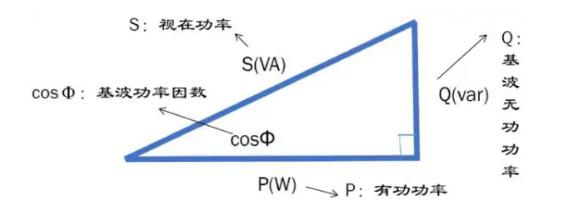 S：视在功率
S(VA)
Q：基波无功功率
cosΦ：基波功率因数
Q(var)
cosΦ
P(W)
P：有功功率